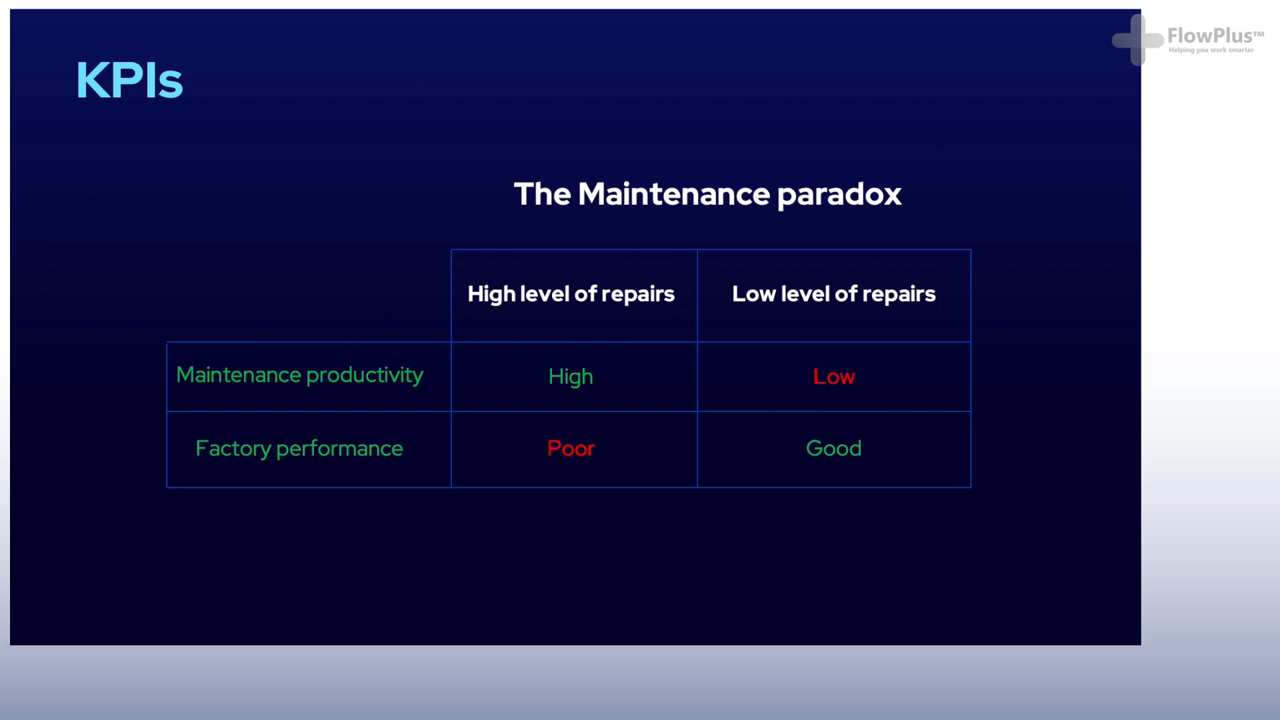 FlowPlus™
Helping you work smarter
KPIs
The Maintenance paradox
High level of repairs Low level of repairs
Maintenance productivity High Low
Factory performance Poor Good